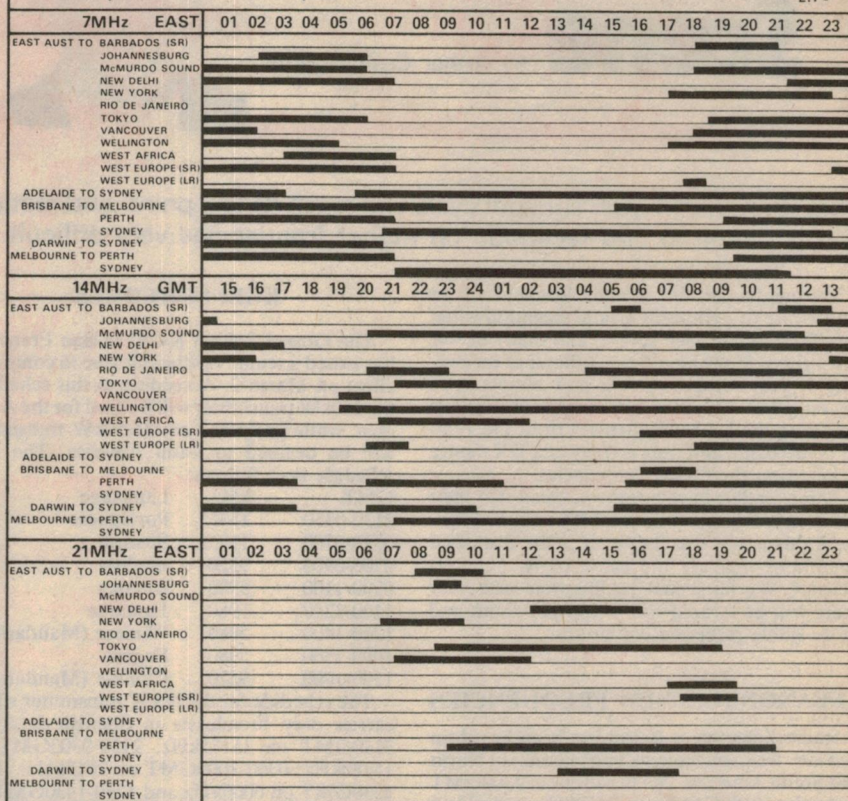 7MHz EAST 01 02 03 04 05 06 07 08 09 10 11 12 13 14 15 16 17 18 19 20 21 22 23
EAST AUST TO BARBADOS (SR)
JOHANNESBURG
McMURDO SOUND
NEW DELHI
NEW YORK
RIO DE JANEIRO
TOKYO
VANCOUVER
WELLINGTON
WEST AFRICA
WEST EUROPE (SR)
WEST EUROPE (LR)
ADELAIDE TO SYDNEY
BRISBANE TO MELBOURNE
PERTH
SYDNEY
DARWIN TO SYDNEY
MELBOURNE TO PERTH
SYDNEY
14MHz GMT 15 16 17 18 19 20 21 22 23 24 01 02 03 04 05 06 07 08 09 10 11 12 13
EAST AUST TO BARBADOS (SR)
JOHANNESBURG
McMURDO SOUND
NEW DELHI
NEW YORK
RIO DE JANEIRO
TOKYO
VANCOUVER
WELLINGTON
WEST AFRICA
WEST EUROPE (SR)
WEST EUROPE (LR)
ADELAIDE TO SYDNEY
BRISBANE TO MELBOURNE
PERTH
SYDNEY
DARWIN TO SYDNEY
MELBOURNE TO PERTH
SYDNEY
21MHz EAST 01 02 03 04 05 06 07 08 09 10 11 12 13 14 15 16 17 18 19 20 21 22 23
EAST AUST TO BARBADOS (SR)
JOHANNESBURG
McMURDO SOUND
NEW DELHI
NEW YORK
RIO DE JANEIRO
TOKYO
VANCOUVER
WELLINGTON
WEST AFRICA
WEST EUROPE (SR)
WEST EUROPE (LR)
ADELAIDE TO SYDNEY
BRISBANE TO MELBOURNE
PERTH
SYDNEY
DARWIN TO SYDNEY
MELBOURNE TO PERTH
SYDNEY